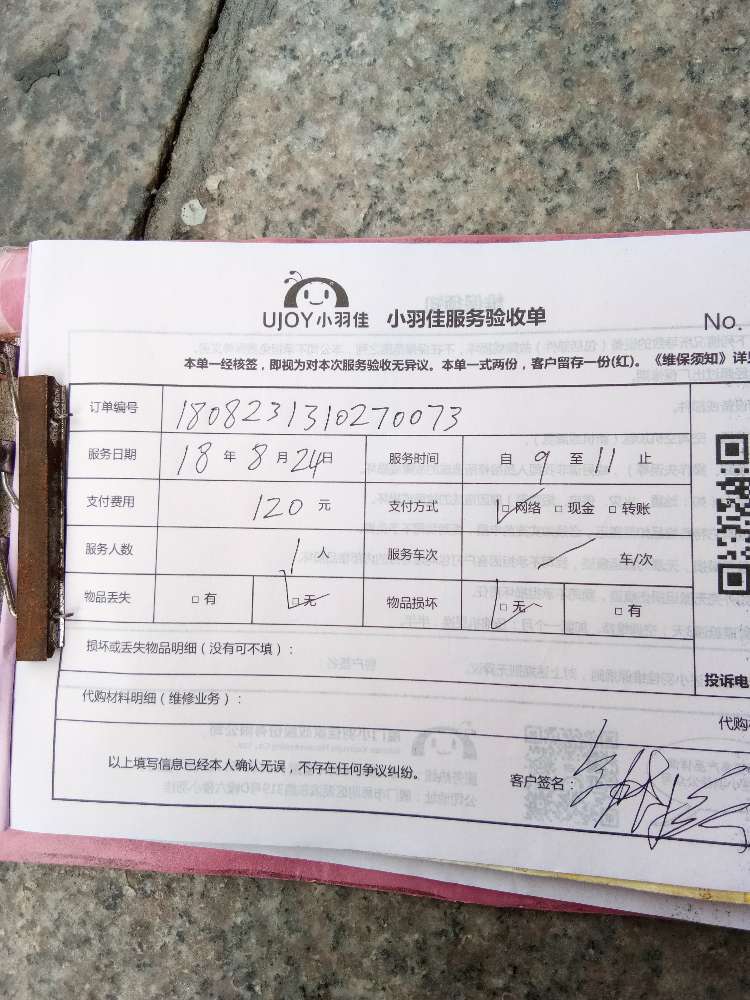 UJOY小羽佳 小羽佳服务验收单 No.
本单一经核签，即视为对本次服务验收无异议。本单一式两份，客户留存一份(红)。《维保须知》详
订单编号 1808231310270073
服务日期 18 年 8 月 24 日 服务时间 自 9 至 11 止
支付费用 120 元 支付方式 ☑ 网络 □ 现金 □ 转账
服务人数 1 人 服务车次 / 车/次
物品丢失 □ 有 ☑ 无 物品损坏 ☑ 无 □ 有
损坏或丢失物品明细（没有可不填）：
投诉电
代购材料明细（维修业务）：
代购
以上填写信息已经本人确认无误，不存在任何争议纠纷。
客户签名：